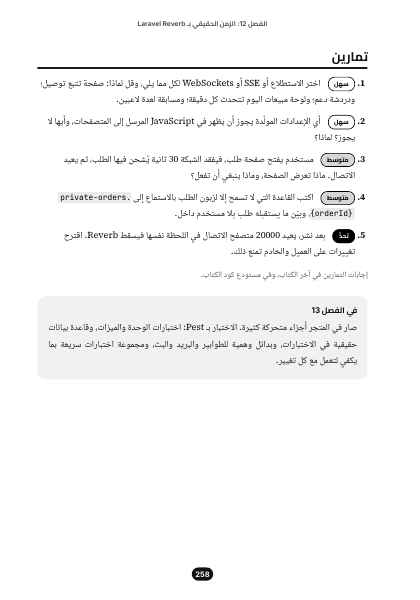 الفصل 12: الزمن الحقيقي بـ Laravel Reverb
تمارين
1. سهل اختر الاستطلاع أو SSE أو WebSockets لكل مما يلي، وقل لماذا: صفحة تتبع توصيل؛
ودردشة دعم؛ ولوحة مبيعات اليوم تتحدث كل دقيقة؛ ومسابقة لعدة لاعبين.
2. سهل أي الإعدادات المولّدة يجوز أن يظهر في JavaScript المرسل إلى المتصفحات، وأيها لا
يجوز؟ لماذا؟
3. متوسط مستخدم يفتح صفحة طلب، فيفقد الشبكة 30 ثانية يُشحن فيها الطلب، ثم يعيد
الاتصال. ماذا تعرض الصفحة، وماذا ينبغي أن تفعل؟
4. متوسط اكتب القاعدة التي لا تسمح إلا لزبون الطلب بالاستماع إلى private-orders.
{orderId}، وبيّن ما يستقبله طلب بلا مستخدم داخل.
5. تحدٍّ بعد نشر، يعيد 20000 متصفح الاتصال في اللحظة نفسها فيسقط Reverb. اقترح
تغييرات على العميل والخادم تمنع ذلك.
إجابات التمارين في آخر الكتاب، وفي مستودع كود الكتاب.
في الفصل 13
صار في المتجر أجزاء متحركة كثيرة. الاختبار بـ Pest: اختبارات الوحدة والميزات، وقاعدة بيانات
حقيقية في الاختبارات، وبدائل وهمية للطوابير والبريد والبث، ومجموعة اختبارات سريعة بما
يكفي لتعمل مع كل تغيير.
258